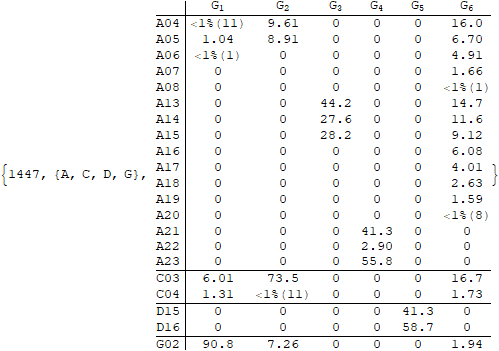 G₁ G₂ G₃ G₄ G₅ G₆
A04 <1%(11) 9.61 0 0 0 16.0
A05 1.04 8.91 0 0 0 6.70
A06 <1%(1) 0 0 0 0 4.91
A07 0 0 0 0 0 1.66
A08 0 0 0 0 0 <1%(1)
A13 0 0 44.2 0 0 14.7
A14 0 0 27.6 0 0 11.6
A15 0 0 28.2 0 0 9.12
A16 0 0 0 0 0 6.08
{1447, {A, C, D, G}, A17 0 0 0 0 0 4.01 }
A18 0 0 0 0 0 2.63
A19 0 0 0 0 0 1.59
A20 0 0 0 0 0 <1%(8)
A21 0 0 0 41.3 0 0
A22 0 0 0 2.90 0 0
A23 0 0 0 55.8 0 0
C03 6.01 73.5 0 0 0 16.7
C04 1.31 <1%(11) 0 0 0 1.73
D15 0 0 0 0 41.3 0
D16 0 0 0 0 58.7 0
G02 90.8 7.26 0 0 0 1.94